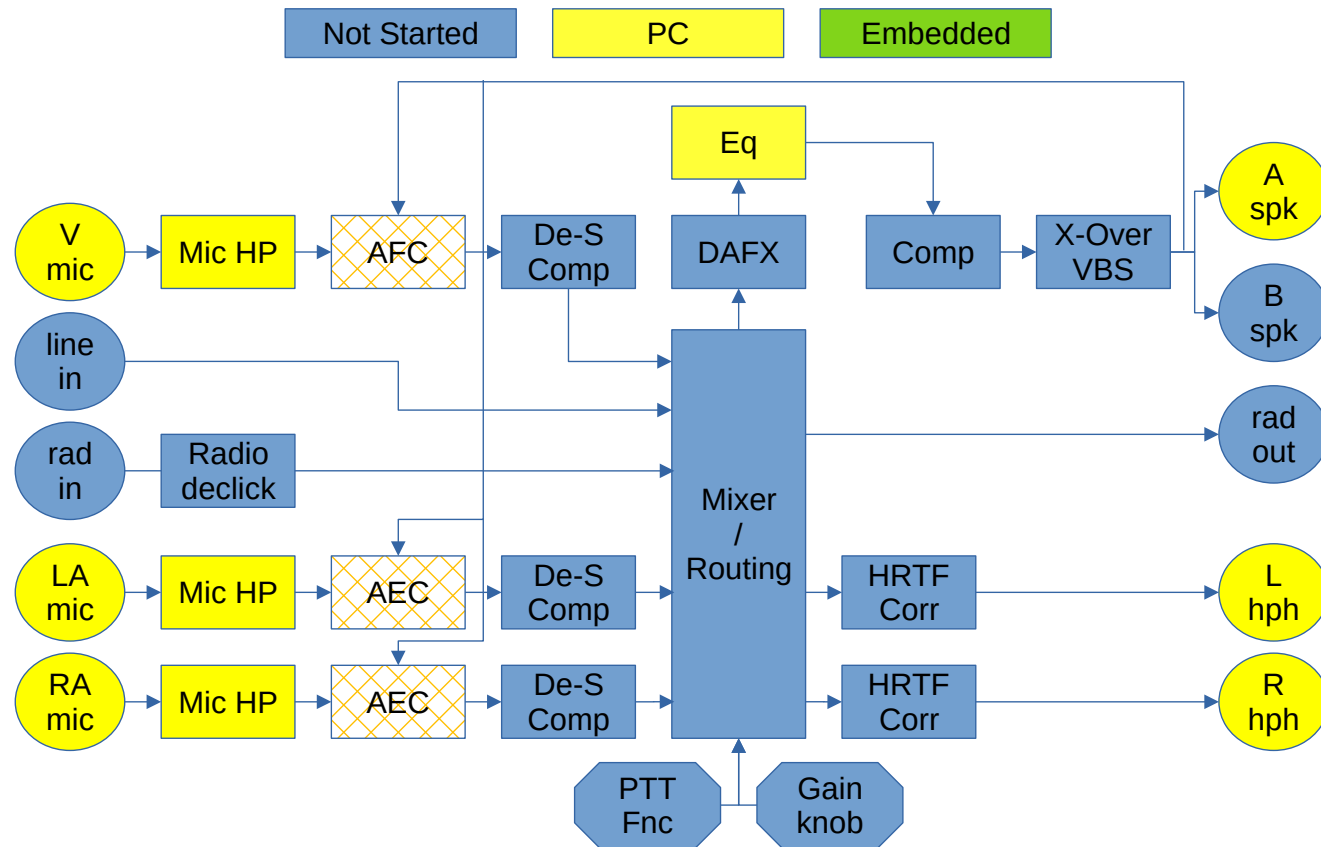 Not Started
PC
Embedded
Eq
A
spk
V
mic
Mic HP
AFC
De-S
Comp
DAFX
Comp
X-Over
VBS
B
spk
line
in
rad
in
Radio
declick
Mixer
/
Routing
rad
out
LA
mic
Mic HP
AEC
De-S
Comp
HRTF
Corr
L
hph
RA
mic
Mic HP
AEC
De-S
Comp
HRTF
Corr
R
hph
PTT
Fnc
Gain
knob